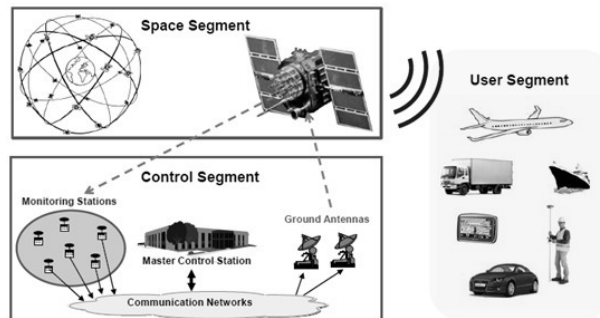 Space Segment
User Segment
Control Segment
Monitoring Stations
Ground Antennas
Master Control Station
Communication Networks